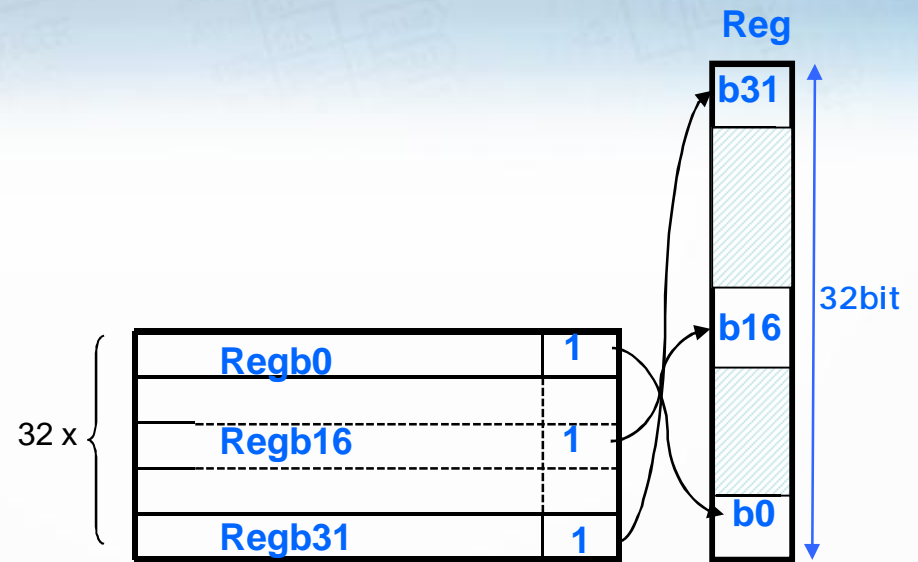 Reg
b31
32bit
b16
b0
32 x
Regb0 1
Regb16 1
Regb31 1